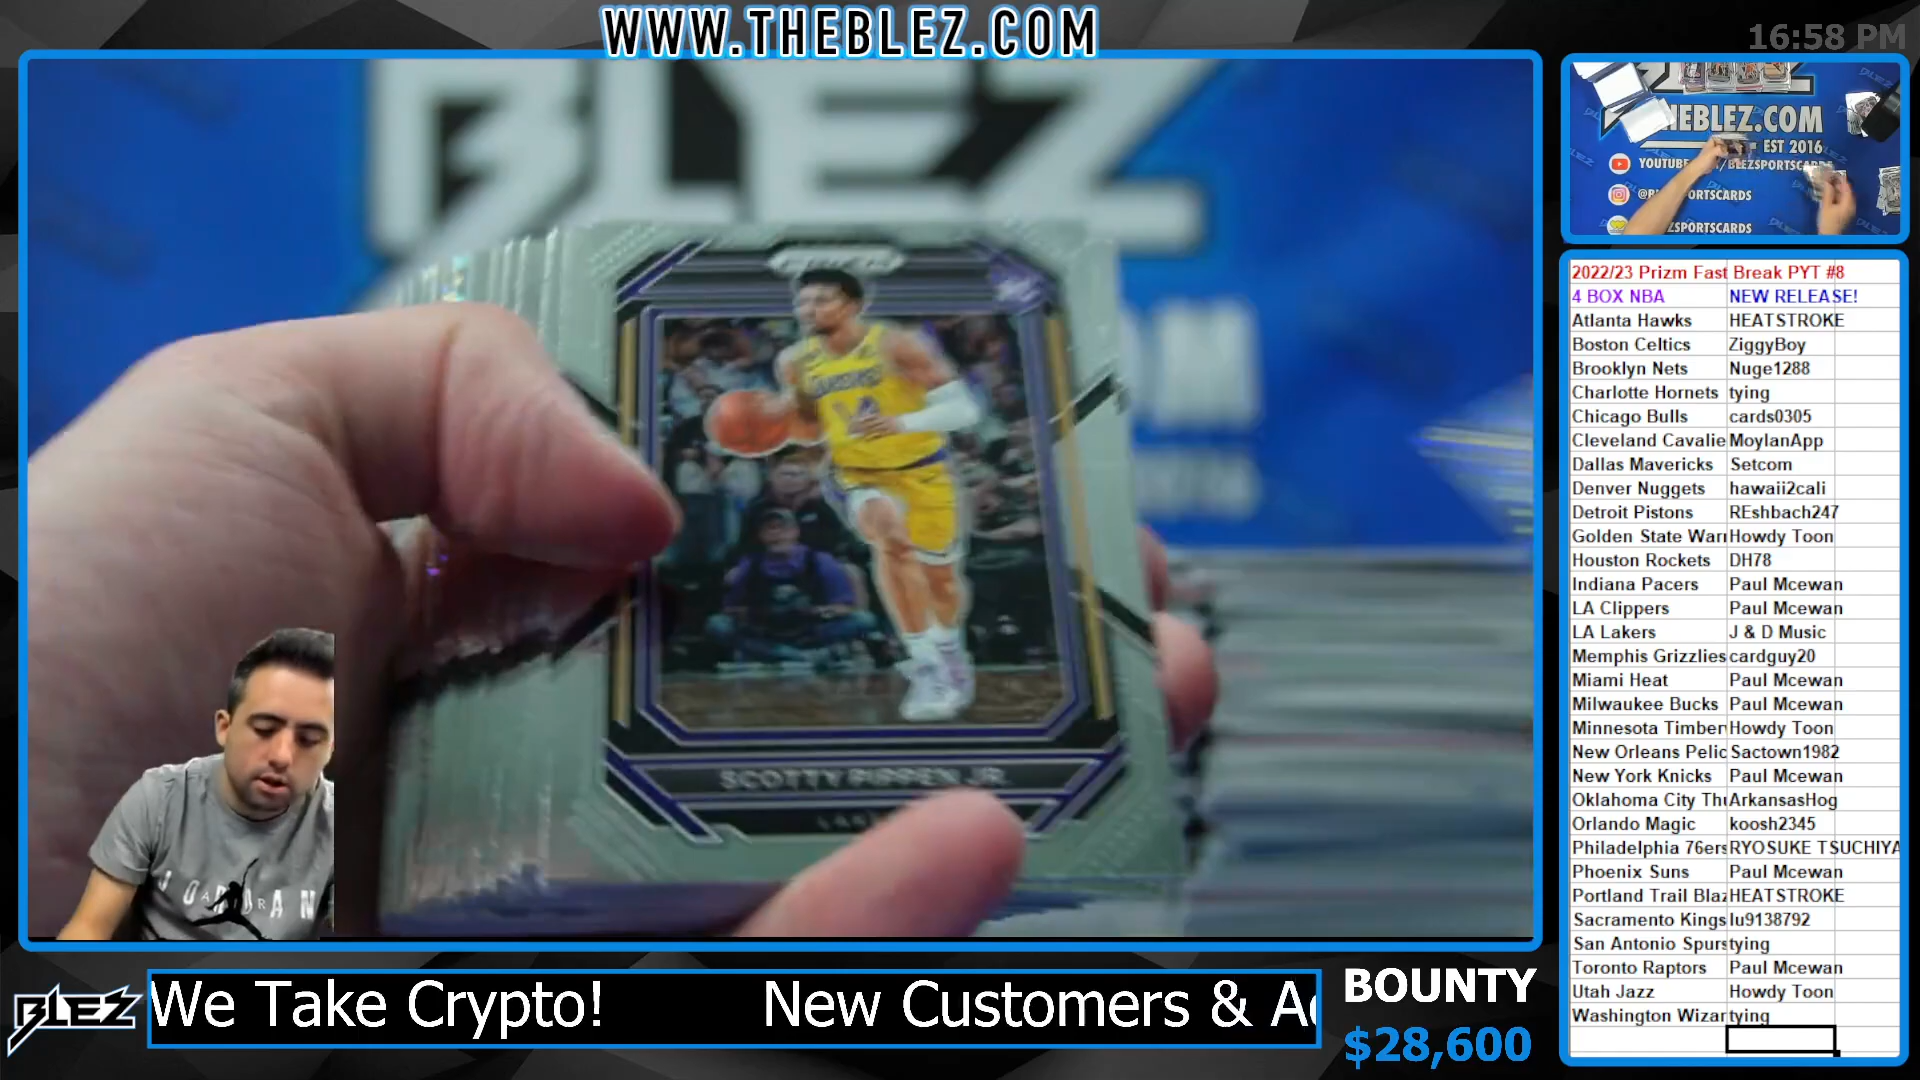 WWW.THEBLEZ.COM
16:58 PM
BLEZ
SCOTTY PIPPEN JR.
14
JORDAN
AIR
EBLEZ.COM
EST 2016
BLEZ
We Take Crypto! New Customers &
BOUNTY
$28,600
2022/23 Prizm Fast Break PYT #8
4 BOX NBA NEW RELEASE!
Atlanta Hawks HEATSTROKE
Boston Celtics ZiggyBoy
Brooklyn Nets Nuge1288
Charlotte Hornets tying
Chicago Bulls cards0305
Cleveland Cavalie MoylanApp
Dallas Mavericks Setcom
Denver Nuggets hawaii2cali
Detroit Pistons REshbach247
Golden State Warr Howdy Toon
Houston Rockets DH78
Indiana Pacers Paul Mcewan
LA Clippers Paul Mcewan
LA Lakers J & D Music
Memphis Grizzlies cardguy20
Miami Heat Paul Mcewan
Milwaukee Bucks Paul Mcewan
Minnesota Timber Howdy Toon
New Orleans Pelic Sactown1982
New York Knicks Paul Mcewan
Oklahoma City Thu ArkansasHog
Orlando Magic koosh2345
Philadelphia 76ers RYOSUKE TSUCHIYA
Phoenix Suns Paul Mcewan
Portland Trail Blaz HEATSTROKE
Sacramento Kings lu9138792
San Antonio Spurs tying
Toronto Raptors Paul Mcewan
Utah Jazz Howdy Toon
Washington Wizar tying